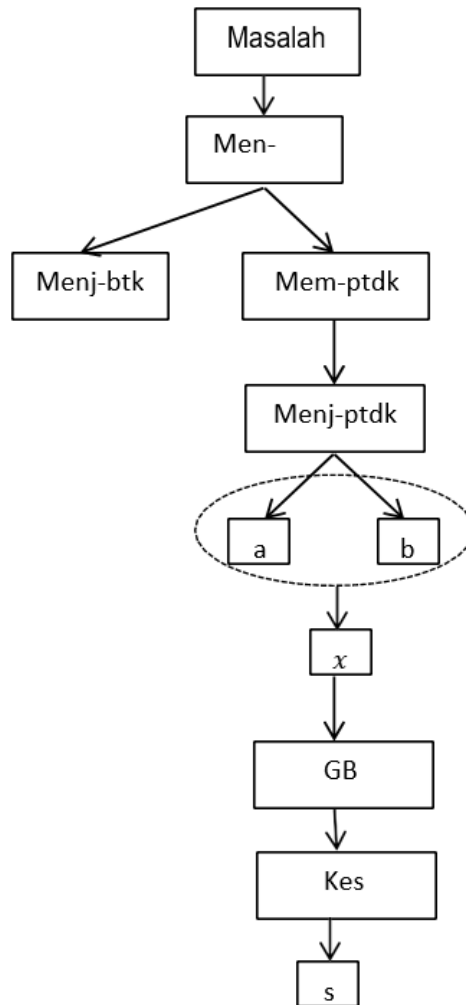 Masalah
Men-
Menj-btk
Mem-ptdk
Menj-ptdk
a
b
x
GB
Kes
s